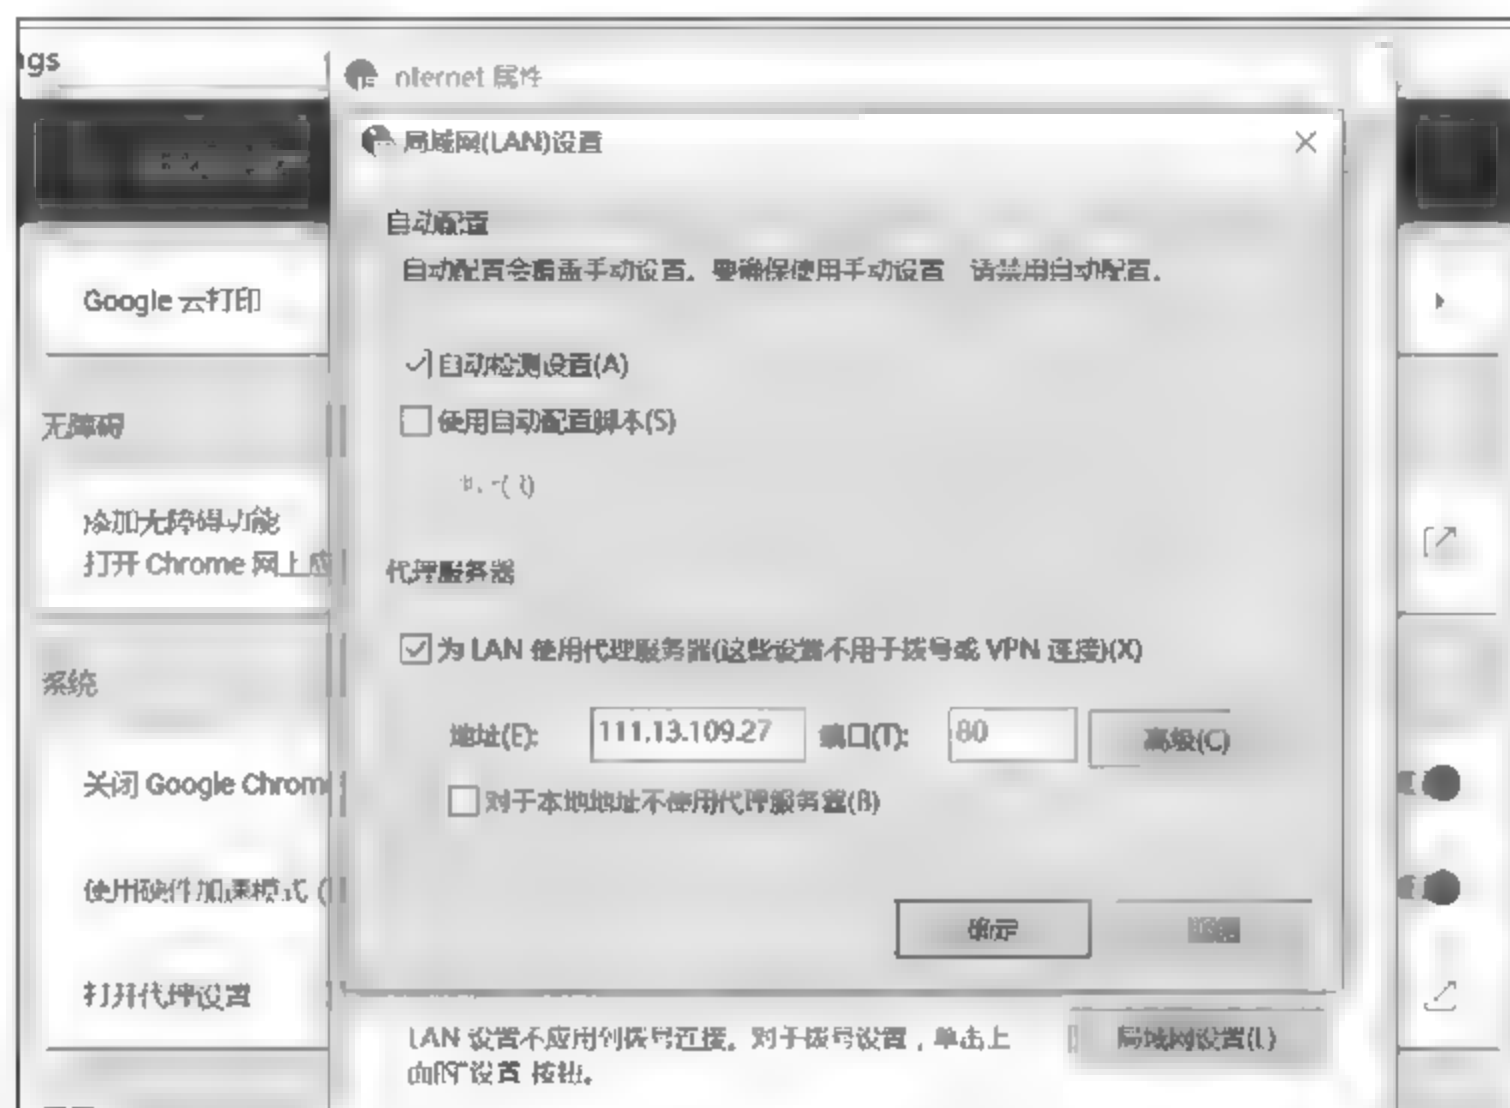 ngs
nternet 属性
局域网(LAN)设置
自动配置
自动配置会覆盖手动设置。要确保使用手动设置 请禁用自动配置。
Google 云打印
自动检测设置(A)
使用自动配置脚本(S)
无障碍
添加无障碍功能
打开 Chrome 网上应
代理服务器
为 LAN 使用代理服务器(这些设置不用于拨号或 VPN 连接)(X)
系统
地址(E): 111.13.109.27 端口(T): 80 高级(C)
关闭 Google Chrom
对于本地地址不使用代理服务器(B)
使用硬件加速模式 (
确定
打开代理设置
LAN 设置不应用到拨号连接。对于拨号设置，单击上
面的"设置"按钮。
局域网设置(L)